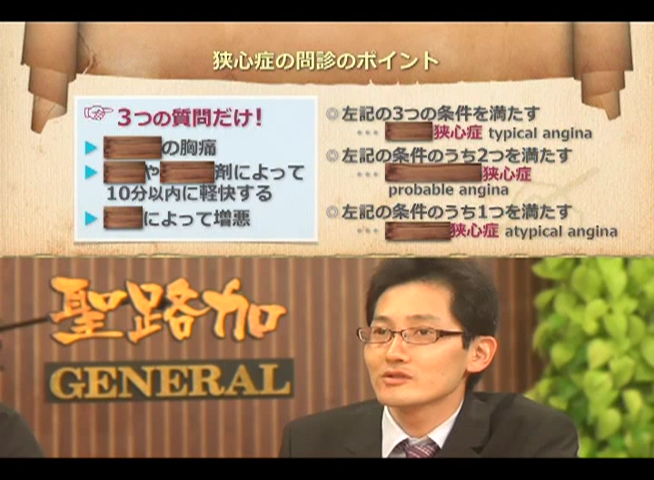 狭心症の問診のポイント
3つの質問だけ!
の胸痛
や 剤によって
10分以内に軽快する
によって増悪
◎左記の3つの条件を満たす
… 狭心症 typical angina
◎左記の条件のうち2つを満たす
… 狭心症
probable angina
◎左記の条件のうち1つを満たす
… 狭心症 atypical angina
聖路加
GENERAL